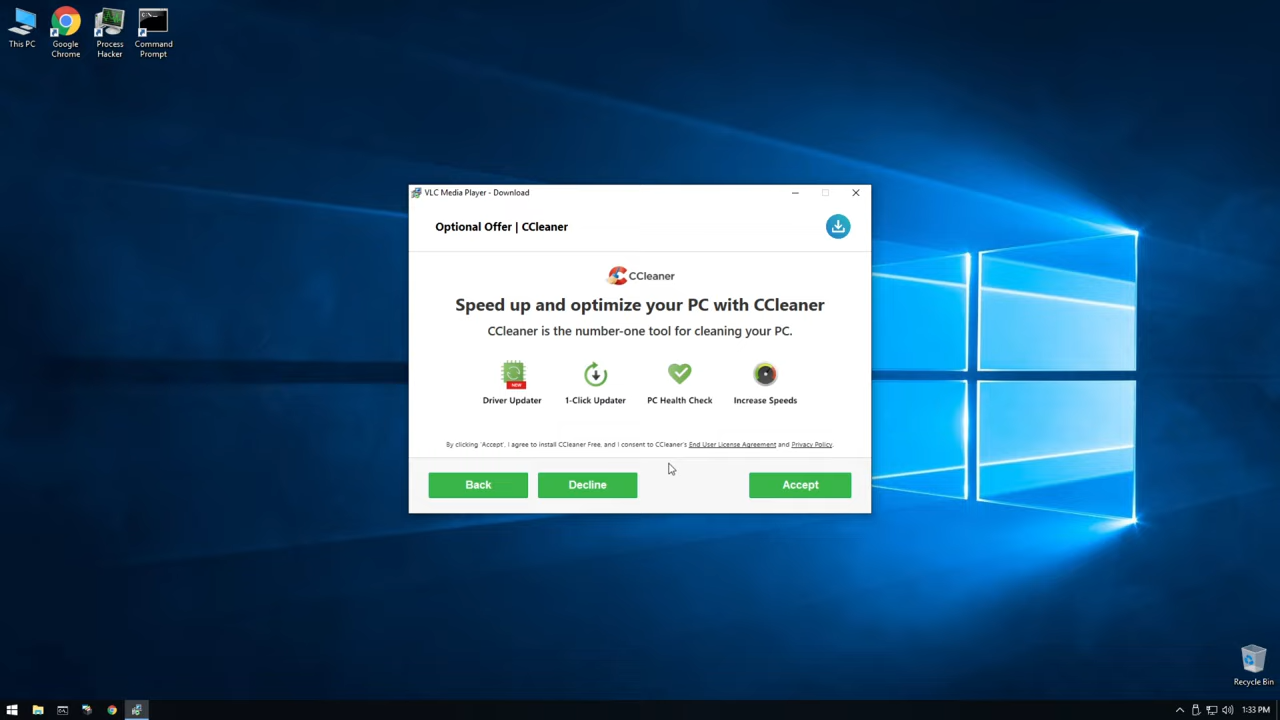 This PC
Google Chrome
Process Hacker
Command Prompt
VLC Media Player - Download
Optional Offer | CCleaner
CCleaner
Speed up and optimize your PC with CCleaner
CCleaner is the number-one tool for cleaning your PC.
NEW
Driver Updater
1-Click Updater
PC Health Check
Increase Speeds
By clicking 'Accept', I agree to install CCleaner Free, and I consent to CCleaner's End User License Agreement and Privacy Policy.
Back
Decline
Accept
Recycle Bin
1:33 PM